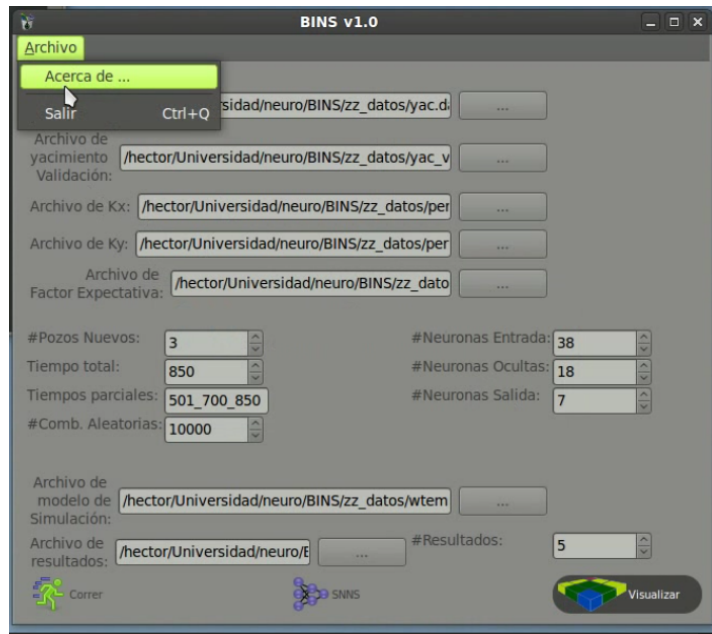 BINS v1.0
Archivo
Acerca de ...
Salir Ctrl+Q
sidad/neuro/BINS/zz_datos/yac.d
...
Archivo de
yacimiento
Validación:
/hector/Universidad/neuro/BINS/zz_datos/yac_v
...
Archivo de Kx:
/hector/Universidad/neuro/BINS/zz_datos/per
...
Archivo de Ky:
/hector/Universidad/neuro/BINS/zz_datos/per
...
Archivo de
Factor Expectativa:
/hector/Universidad/neuro/BINS/zz_dato
...
#Pozos Nuevos: 3
#Neuronas Entrada: 38
Tiempo total: 850
#Neuronas Ocultas: 18
Tiempos parciales: 501_700_850
#Neuronas Salida: 7
#Comb. Aleatorias: 10000
Archivo de
modelo de
Simulación:
/hector/Universidad/neuro/BINS/zz_datos/wtem
...
Archivo de
resultados:
/hector/Universidad/neuro/B
...
#Resultados: 5
Correr
SNNS
Visualizar